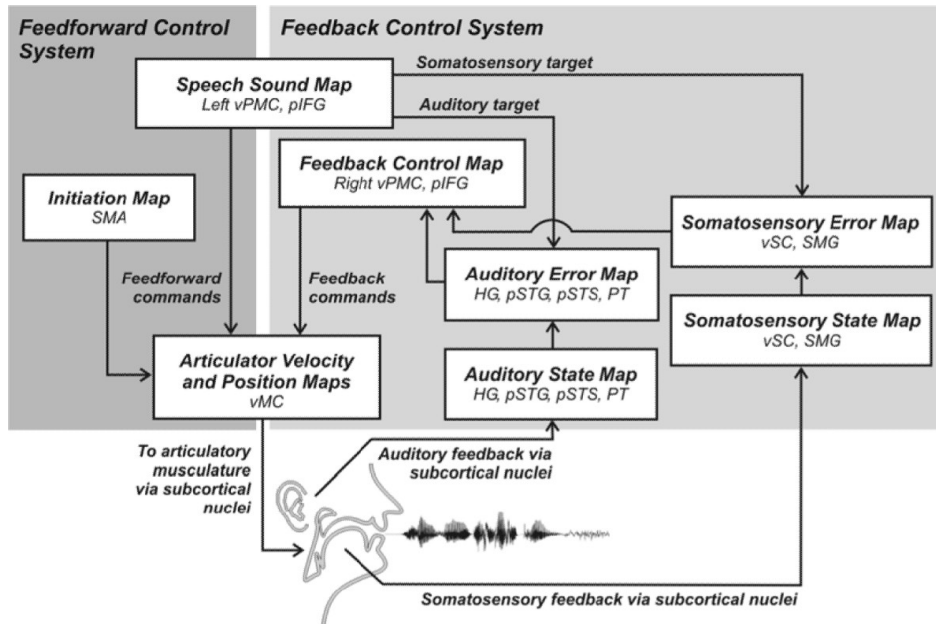 Feedforward Control
System
Feedback Control System
Speech Sound Map
Left vPMC, pIFG
Somatosensory target
Auditory target
Feedback Control Map
Right vPMC, pIFG
Initiation Map
SMA
Somatosensory Error Map
vSC, SMG
Auditory Error Map
HG, pSTG, pSTS, PT
Feedforward
commands
Feedback
commands
Somatosensory State Map
vSC, SMG
Articulator Velocity
and Position Maps
vMC
Auditory State Map
HG, pSTG, pSTS, PT
To articulatory
musculature
via subcortical
nuclei
Auditory feedback via
subcortical nuclei
Somatosensory feedback via subcortical nuclei